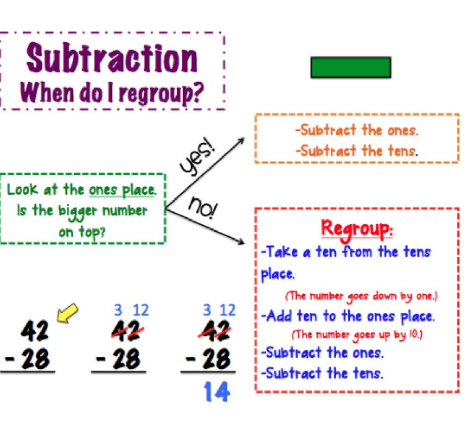 Subtraction
When do I regroup?
Look at the ones place.
Is the bigger number
on top?
yes!
no!
-Subtract the ones.
-Subtract the tens.
Regroup:
-Take a ten from the tens
place.
(The number goes down by one.)
-Add ten to the ones place.
(The number goes up by 10.)
-Subtract the ones.
-Subtract the tens.
42
- 28
3 12
42
- 28
3 12
42
- 28
14